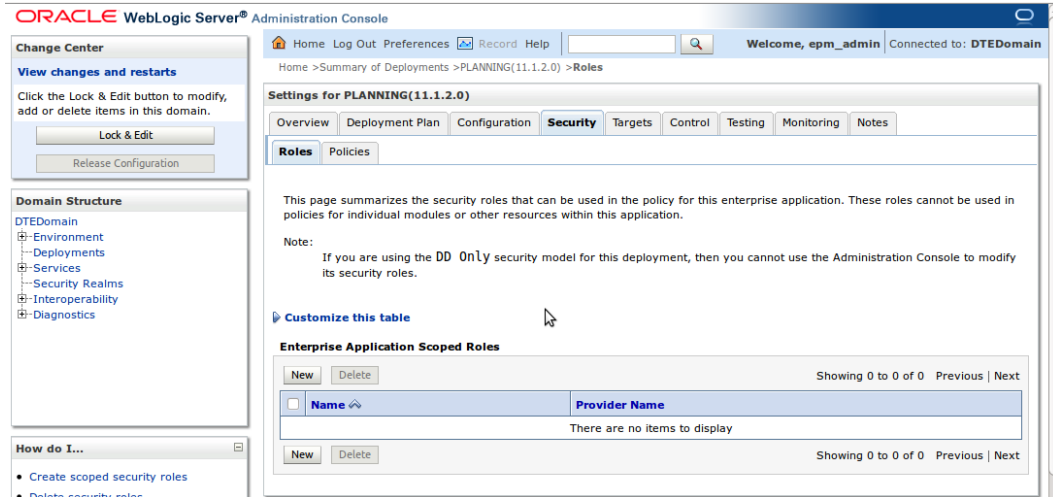 ORACLE WebLogic Server® Administration Console
Change Center
View changes and restarts
Click the Lock & Edit button to modify,
add or delete items in this domain.
Lock & Edit
Release Configuration
Domain Structure
DTEDomain
Environment
Deployments
Services
Security Realms
Interoperability
Diagnostics
How do I...
Create scoped security roles
Delete security roles
Home Log Out Preferences Record Help
Welcome, epm_admin Connected to: DTEDomain
Home >Summary of Deployments >PLANNING(11.1.2.0) >Roles
Settings for PLANNING(11.1.2.0)
Overview Deployment Plan Configuration Security Targets Control Testing Monitoring Notes
Roles Policies
This page summarizes the security roles that can be used in the policy for this enterprise application. These roles cannot be used in
policies for individual modules or other resources within this application.
Note:
If you are using the DD Only security model for this deployment, then you cannot use the Administration Console to modify
its security roles.
Customize this table
Enterprise Application Scoped Roles
New Delete Showing 0 to 0 of 0 Previous | Next
Name Provider Name
There are no items to display
New Delete Showing 0 to 0 of 0 Previous | Next